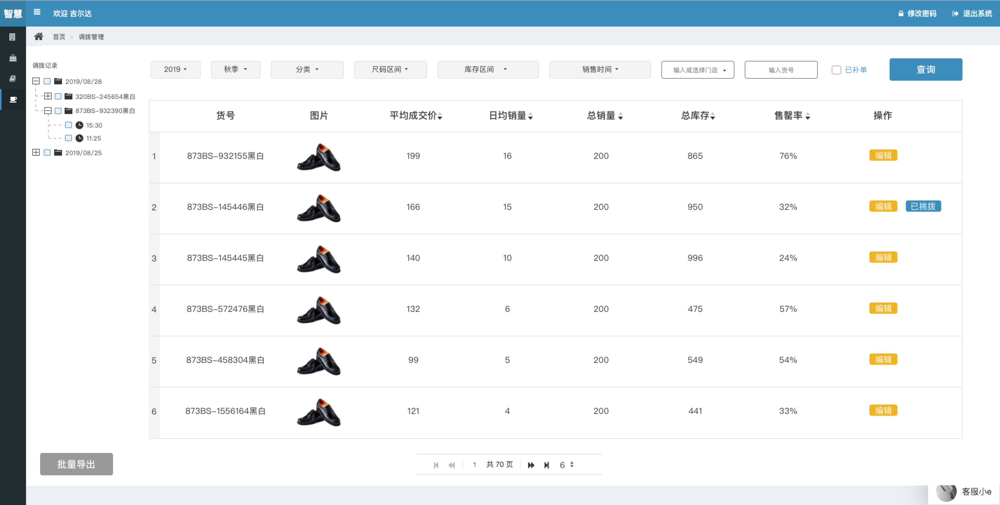 智慧 欢迎 吉尔达 修改密码 退出系统
首页 > 调拨管理
调拨记录
2019/08/28
320BS-245654黑白
873BS-932390黑白
15:30
11:25
2019/08/25
2019 秋季 分类 尺码区间 库存区间 销售时间 输入或选择门店 输入货号 已补单 查询
货号 图片 平均成交价 日均销量 总销量 总库存 售罄率 操作
1 873BS-932155黑白 199 16 200 865 76% 编辑
2 873BS-145446黑白 166 15 200 950 32% 编辑 已挑拨
3 873BS-145445黑白 140 10 200 996 24% 编辑
4 873BS-572476黑白 132 6 200 475 57% 编辑
5 873BS-458304黑白 99 5 200 549 54% 编辑
6 873BS-1556164黑白 121 4 200 441 33% 编辑
批量导出
1 共 70 页 6
客服小e